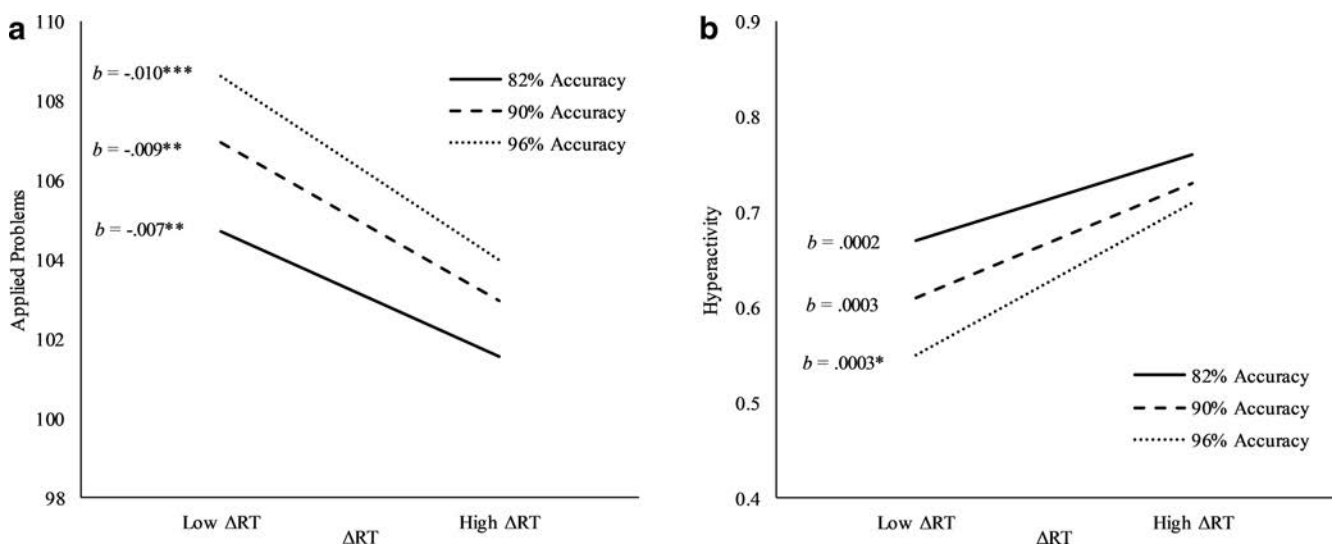 a
110
108
106
104
102
100
98
Applied Problems
b = -.010***
b = -.009**
b = -.007**
82% Accuracy
90% Accuracy
96% Accuracy
Low ΔRT
High ΔRT
ΔRT
b
0.9
0.8
0.7
0.6
0.5
0.4
Hyperactivity
b = .0002
b = .0003
b = .0003*
82% Accuracy
90% Accuracy
96% Accuracy
Low ΔRT
High ΔRT
ΔRT